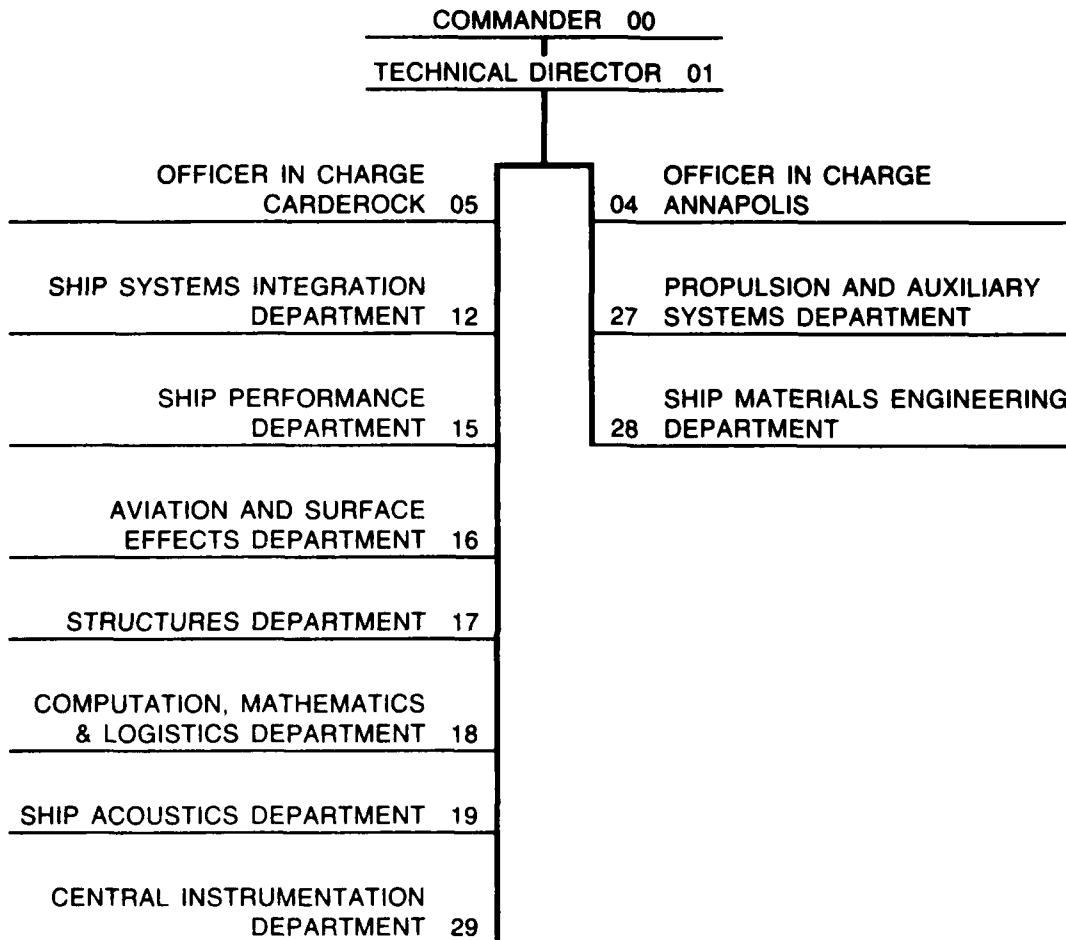 COMMANDER 00
TECHNICAL DIRECTOR 01
OFFICER IN CHARGE
CARDEROCK 05
SHIP SYSTEMS INTEGRATION
DEPARTMENT 12
SHIP PERFORMANCE
DEPARTMENT 15
AVIATION AND SURFACE
EFFECTS DEPARTMENT 16
STRUCTURES DEPARTMENT 17
COMPUTATION, MATHEMATICS
& LOGISTICS DEPARTMENT 18
SHIP ACOUSTICS DEPARTMENT 19
CENTRAL INSTRUMENTATION
DEPARTMENT 29
OFFICER IN CHARGE
04 ANNAPOLIS
PROPULSION AND AUXILIARY
27 SYSTEMS DEPARTMENT
SHIP MATERIALS ENGINEERING
28 DEPARTMENT